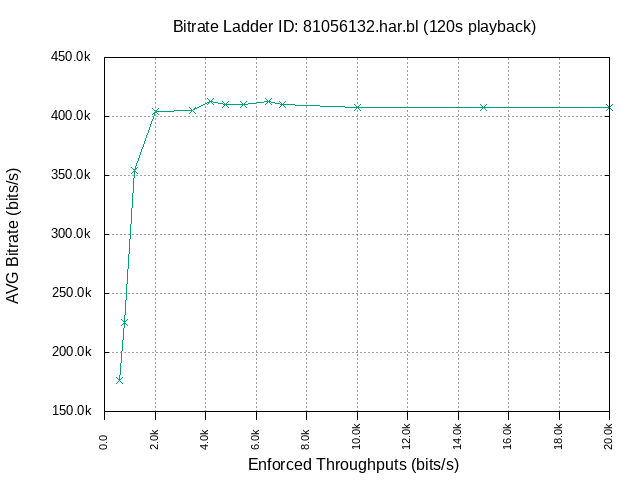 Bitrate Ladder ID: 81056132.har.bl (120s playback)
450.0k
400.0k
350.0k
300.0k
250.0k
200.0k
150.0k
AVG Bitrate (bits/s)
0.0
2.0k
4.0k
6.0k
8.0k
10.0k
12.0k
14.0k
16.0k
18.0k
20.0k
Enforced Throughputs (bits/s)